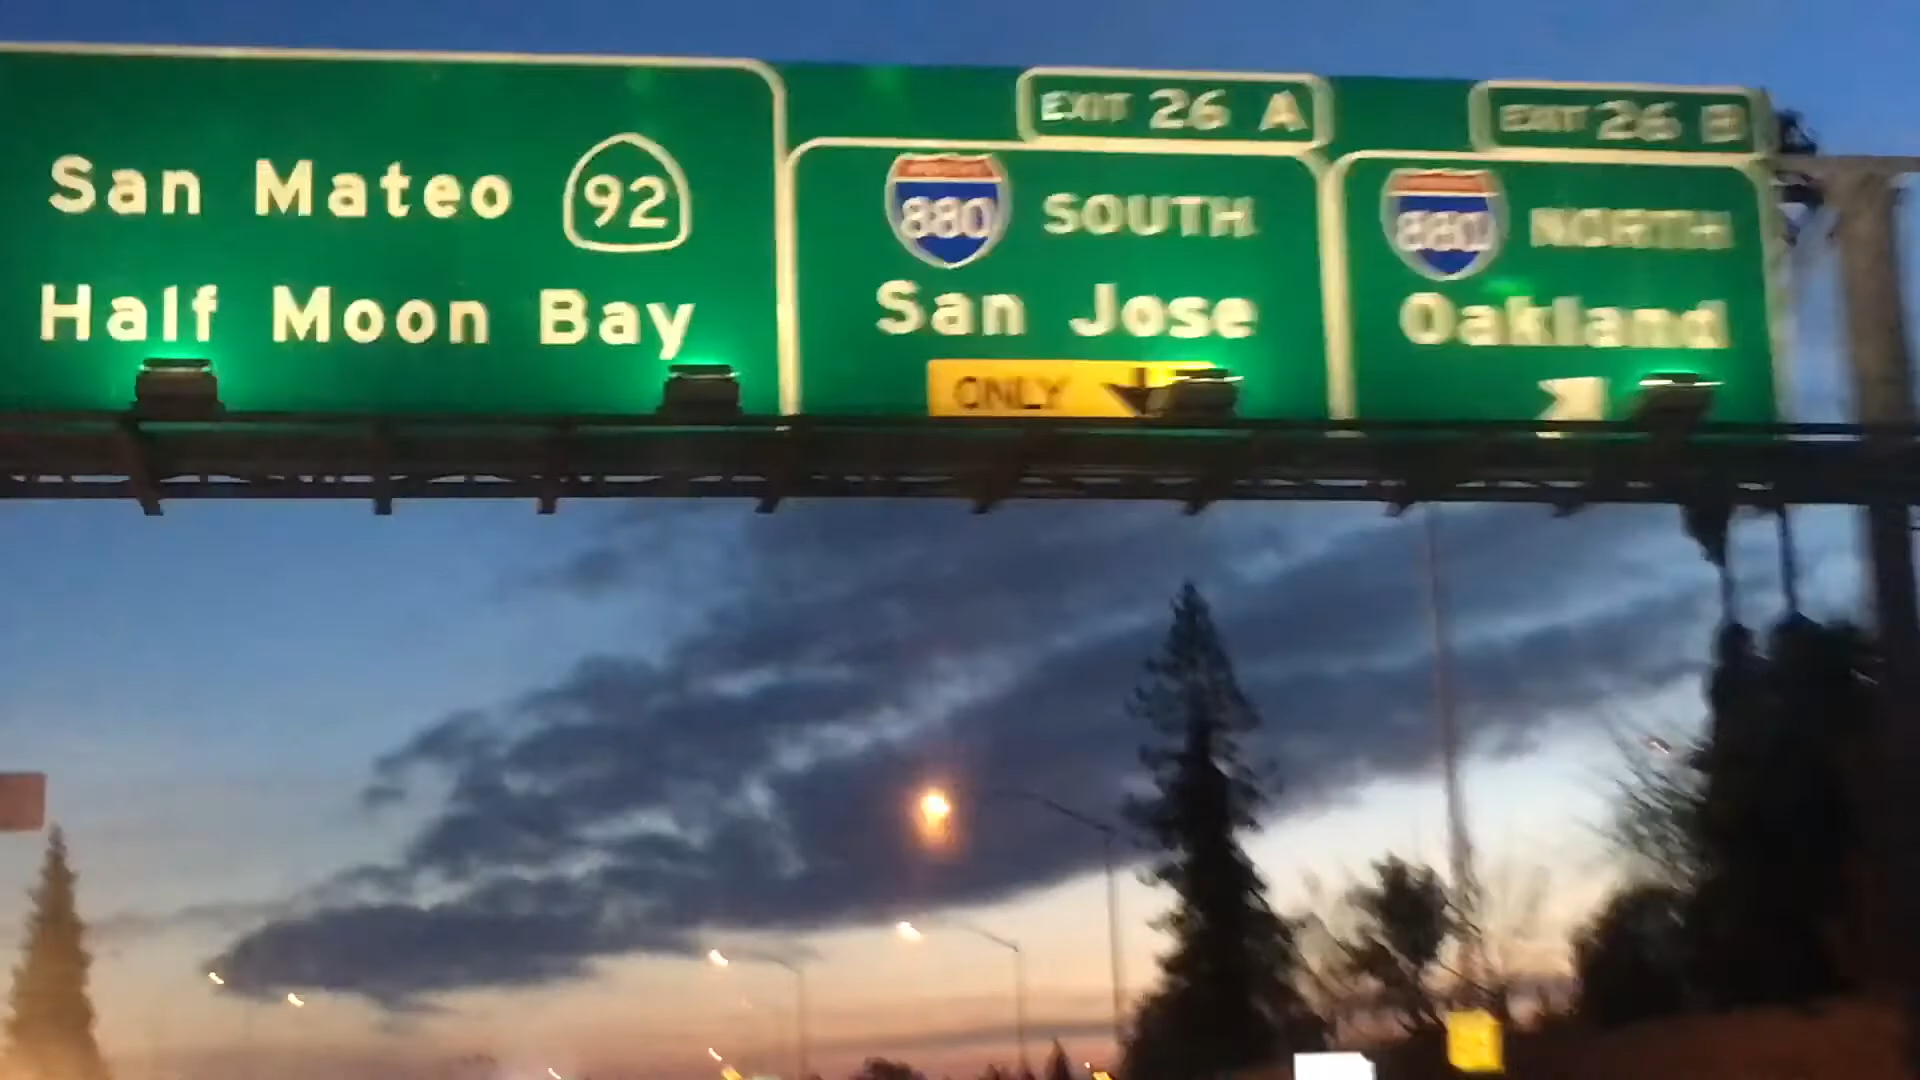 San Mateo 92
Half Moon Bay
EXIT 26 A
880 SOUTH
San Jose
ONLY
EXIT 26 B
880 NORTH
Oakland